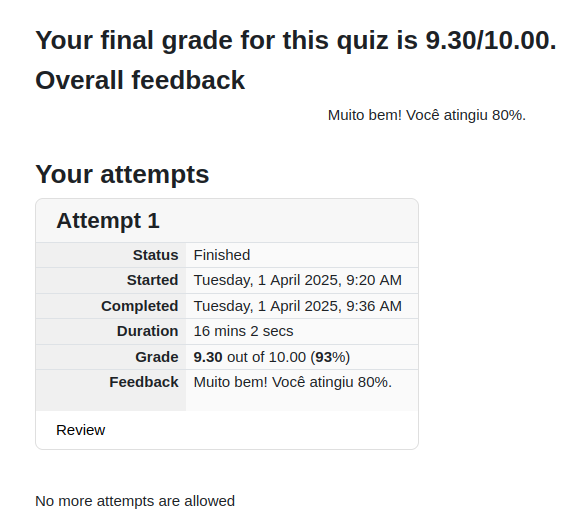 Your final grade for this quiz is 9.30/10.00.
Overall feedback
Muito bem! Você atingiu 80%.
Your attempts
Attempt 1
Status Finished
Started Tuesday, 1 April 2025, 9:20 AM
Completed Tuesday, 1 April 2025, 9:36 AM
Duration 16 mins 2 secs
Grade 9.30 out of 10.00 (93%)
Feedback Muito bem! Você atingiu 80%.
Review
No more attempts are allowed